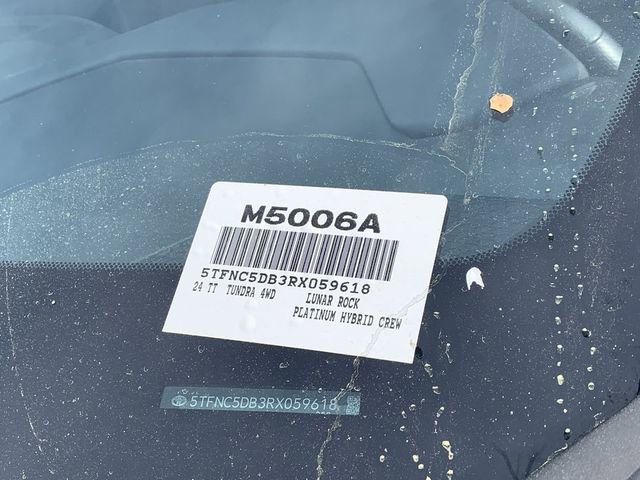 M5006A
5TFNC5DB3RX059618
24 TT TUNDRA 4WD LUNAR ROCK
PLATINUM HYBRID CREW
5TFNC5DB3RX059618